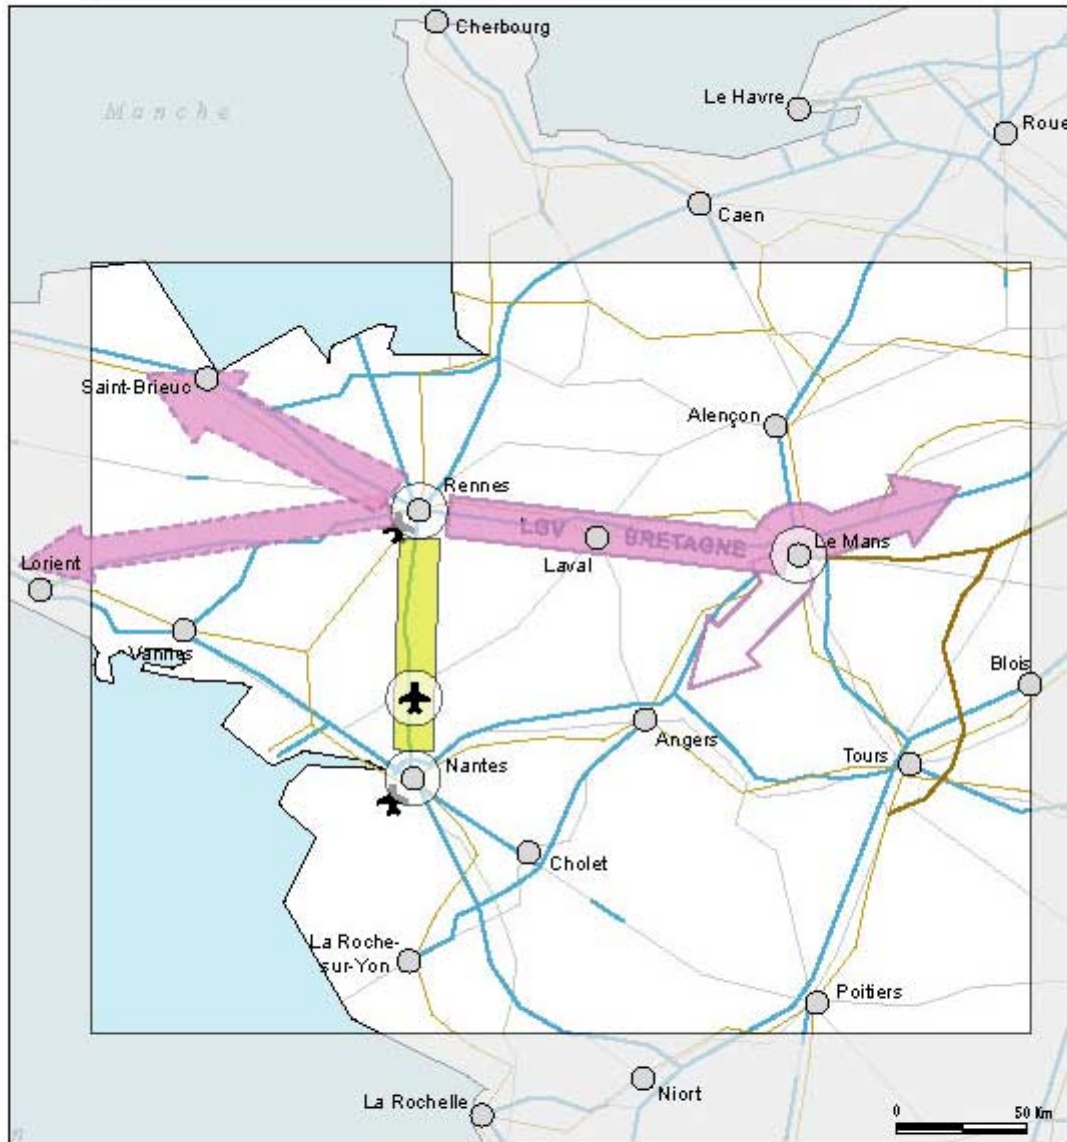 Cherbourg
Manche
Le Havre
Roue
Caen
Saint-Brieuc
Alençon
Rennes
LGV BRETAGNE
Le Mans
Laval
Lorient
Vannes
Blois
Angers
Tours
Nantes
Cholet
La Roche-
sur-Yon
Poitiers
Niort
La Rochelle
0 50 Km
n